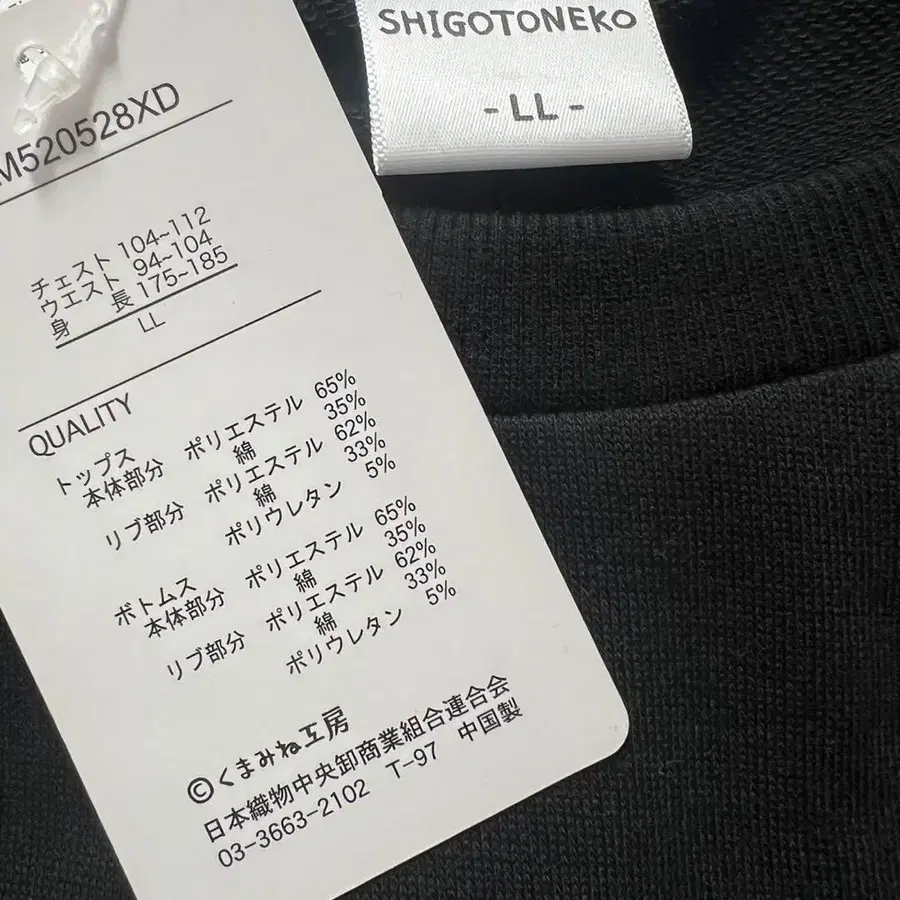 SHIGOTONEKO
- LL -
M520528XD
チェスト 104~112
ウエスト 94~104
身長 175~185
LL
QUALITY
トップス
本体部分 ポリエステル 65%
綿 35%
リブ部分 ポリエステル 62%
綿 33%
ポリウレタン 5%
ボトムス
本体部分 ポリエステル 65%
綿 35%
リブ部分 ポリエステル 62%
綿 33%
ポリウレタン 5%
©くまみね工房
日本織物中央卸商業組合連合会
03-3663-2102 T-97 中国製